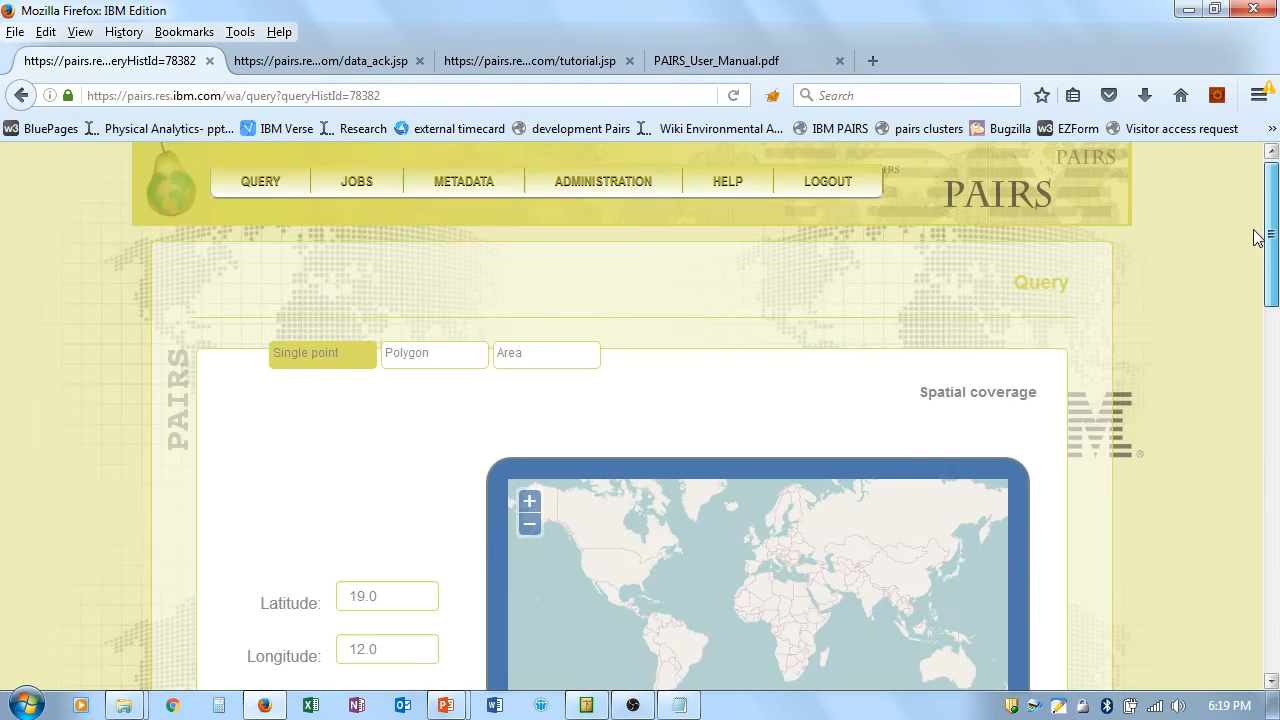 Mozilla Firefox: IBM Edition
File Edit View History Bookmarks Tools Help
https://pairs.re...eryHistId=78382 × https://pairs.re...om/data_ack.jsp × https://pairs.re...com/tutorial.jsp × PAIRS_User_Manual.pdf × +
https://pairs.res.ibm.com/wa/query?queryHistId=78382 Search
w3 BluePages Physical Analytics- ppt... IBM Verse Research external timecard development Pairs Wiki Environmental A... IBM PAIRS pairs clusters Bugzilla w3 EZForm Visitor access request »
PAIRS
QUERY JOBS METADATA ADMINISTRATION HELP LOGOUT
IRS
PAIRS
Query
Single point Polygon Area
Spatial coverage
PAIRS
M®
+
−
Latitude: 19.0
Longitude: 12.0
6:19 PM